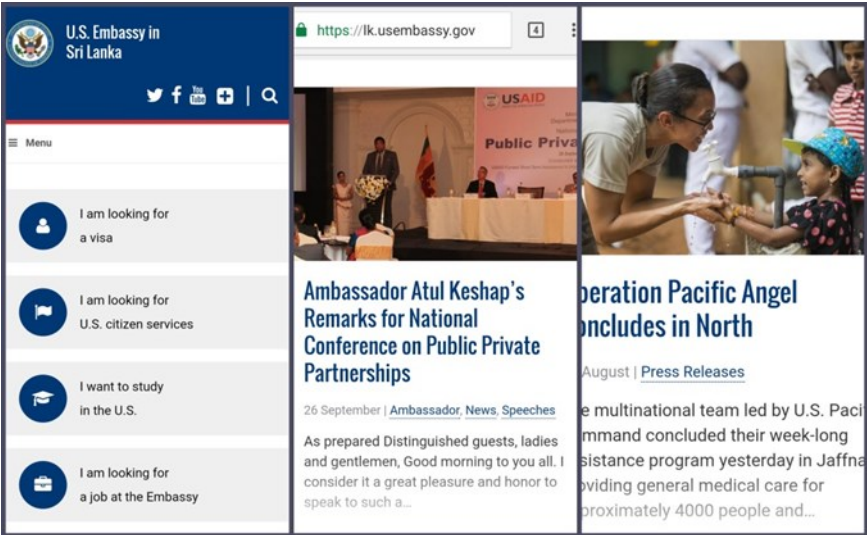 U.S. Embassy in
Sri Lanka
You
Tube
Menu
I am looking for
a visa
I am looking for
U.S. citizen services
I want to study
in the U.S.
I am looking for
a job at the Embassy
https://lk.usembassy.gov
4
USAID
Public Priva
Ambassador Atul Keshap's
Remarks for National
Conference on Public Private
Partnerships
26 September | Ambassador, News, Speeches
As prepared Distinguished guests, ladies
and gentlemen, Good morning to you all. I
consider it a great pleasure and honor to
speak to such a...
peration Pacific Angel
oncludes in North
August | Press Releases
e multinational team led by U.S. Paci
mmand concluded their week-long
sistance program yesterday in Jaffna
oviding general medical care for
proximately 4000 people and...